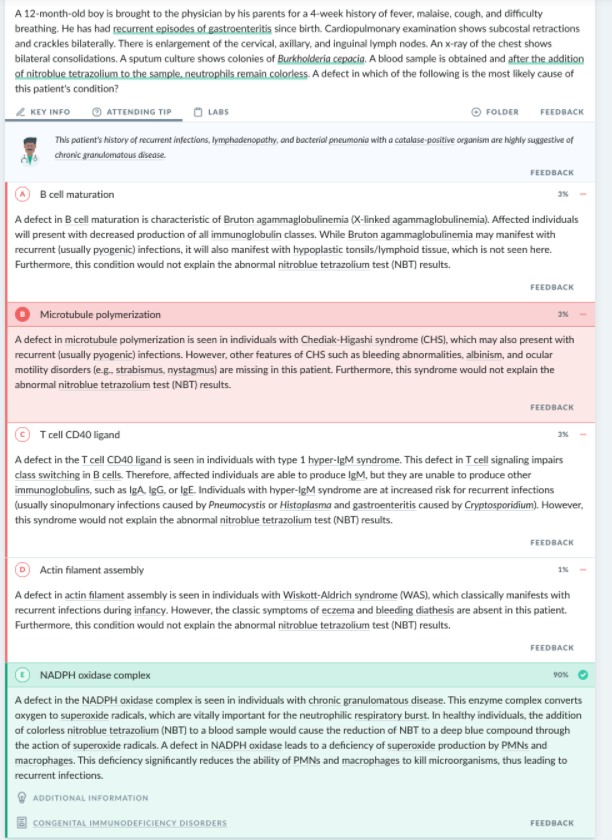 A 12-month-old boy is brought to the physician by his parents for a 4-week history of fever, malaise, cough, and difficulty
breathing. He has had recurrent episodes of gastroenteritis since birth. Cardiopulmonary examination shows subcostal retractions
and crackles bilaterally. There is enlargement of the cervical, axillary, and inguinal lymph nodes. An x-ray of the chest shows
bilateral consolidations. A sputum culture shows colonies of Burkholderia cepacia. A blood sample is obtained and after the addition
of nitroblue tetrazolium to the sample, neutrophils remain colorless. A defect in which of the following is the most likely cause of
this patient's condition?
KEY INFO ATTENDING TIP LABS FOLDER FEEDBACK
This patient's history of recurrent infections, lymphadenopathy, and bacterial pneumonia with a catalase-positive organism are highly suggestive of
chronic granulomatous disease.
FEEDBACK
A B cell maturation 3%
A defect in B cell maturation is characteristic of Bruton agammaglobulinemia (X-linked agammaglobulinemia). Affected individuals
will present with decreased production of all immunoglobulin classes. While Bruton agammaglobulinemia may manifest with
recurrent (usually pyogenic) infections, it will also manifest with hypoplastic tonsils/lymphoid tissue, which is not seen here.
Furthermore, this condition would not explain the abnormal nitroblue tetrazolium test (NBT) results.
FEEDBACK
B Microtubule polymerization 3%
A defect in microtubule polymerization is seen in individuals with Chediak-Higashi syndrome (CHS), which may also present with
recurrent (usually pyogenic) infections. However, other features of CHS such as bleeding abnormalities, albinism, and ocular
motility disorders (e.g., strabismus, nystagmus) are missing in this patient. Furthermore, this syndrome would not explain the
abnormal nitroblue tetrazolium test (NBT) results.
FEEDBACK
C T cell CD40 ligand 3%
A defect in the T cell CD40 ligand is seen in individuals with type 1 hyper-IgM syndrome. This defect in T cell signaling impairs
class switching in B cells. Therefore, affected individuals are able to produce IgM, but they are unable to produce other
immunoglobulins, such as IgA, IgG, or IgE. Individuals with hyper-IgM syndrome are at increased risk for recurrent infections
(usually sinopulmonary infections caused by Pneumocystis or Histoplasma and gastroenteritis caused by Cryptosporidium). However,
this syndrome would not explain the abnormal nitroblue tetrazolium test (NBT) results.
FEEDBACK
D Actin filament assembly 1%
A defect in actin filament assembly is seen in individuals with Wiskott-Aldrich syndrome (WAS), which classically manifests with
recurrent infections during infancy. However, the classic symptoms of eczema and bleeding diathesis are absent in this patient.
Furthermore, this condition would not explain the abnormal nitroblue tetrazolium test (NBT) results.
FEEDBACK
E NADPH oxidase complex 90%
A defect in the NADPH oxidase complex is seen in individuals with chronic granulomatous disease. This enzyme complex converts
oxygen to superoxide radicals, which are vitally important for the neutrophilic respiratory burst. In healthy individuals, the addition
of colorless nitroblue tetrazolium (NBT) to a blood sample would cause the reduction of NBT to a deep blue compound through
the action of superoxide radicals. A defect in NADPH oxidase leads to a deficiency of superoxide production by PMNs and
macrophages. This deficiency significantly reduces the ability of PMNs and macrophages to kill microorganisms, thus leading to
recurrent infections.
ADDITIONAL INFORMATION
CONGENITAL IMMUNODEFICIENCY DISORDERS FEEDBACK